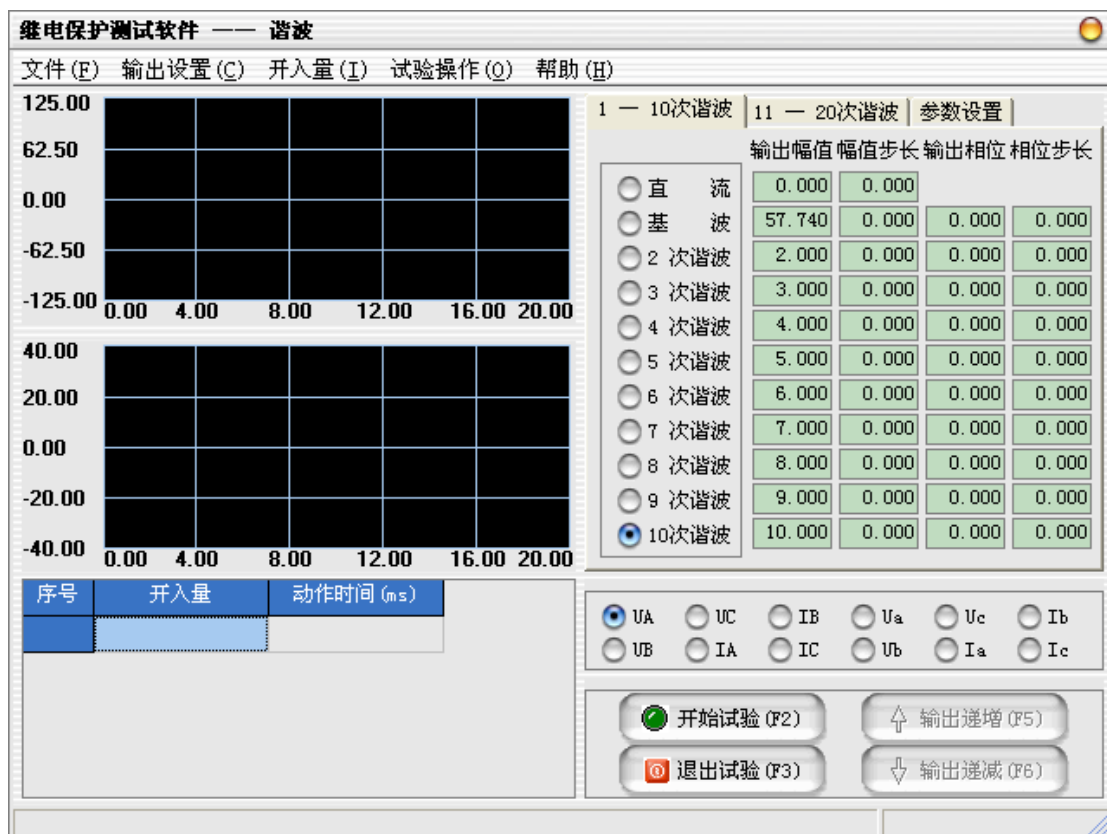 继电保护测试软件 —— 谐波
文件(F) 输出设置(C) 开入量(I) 试验操作(O) 帮助(H)
125.00
62.50
0.00
-62.50
-125.00
0.00 4.00 8.00 12.00 16.00 20.00
40.00
20.00
0.00
-20.00
-40.00
0.00 4.00 8.00 12.00 16.00 20.00
序号 开入量 动作时间(ms)
1 — 10次谐波 11 — 20次谐波 参数设置
输出幅值 幅值步长 输出相位 相位步长
直 流 0.000 0.000
基 波 57.740 0.000 0.000 0.000
2 次谐波 2.000 0.000 0.000 0.000
3 次谐波 3.000 0.000 0.000 0.000
4 次谐波 4.000 0.000 0.000 0.000
5 次谐波 5.000 0.000 0.000 0.000
6 次谐波 6.000 0.000 0.000 0.000
7 次谐波 7.000 0.000 0.000 0.000
8 次谐波 8.000 0.000 0.000 0.000
9 次谐波 9.000 0.000 0.000 0.000
10次谐波 10.000 0.000 0.000 0.000
UA UC IB Ua Uc Ib
UB IA IC Ub Ia Ic
开始试验(F2) 输出递增(F5)
退出试验(F3) 输出递减(F6)